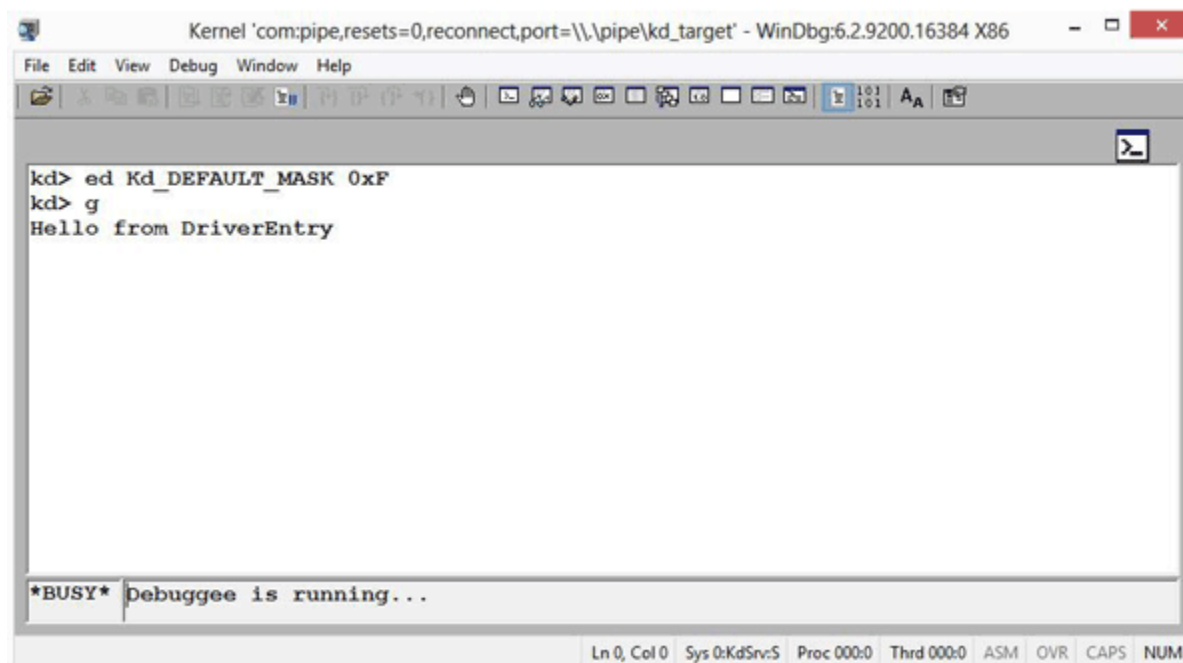 Kernel 'com:pipe,resets=0,reconnect,port=\\.\pipe\kd_target' - WinDbg:6.2.9200.16384 X86
File Edit View Debug Window Help
kd> ed Kd_DEFAULT_MASK 0xF
kd> g
Hello from DriverEntry
*BUSY* Debuggee is running...
Ln 0, Col 0 Sys 0:KdSrv:S Proc 000:0 Thrd 000:0 ASM OVR CAPS NUM